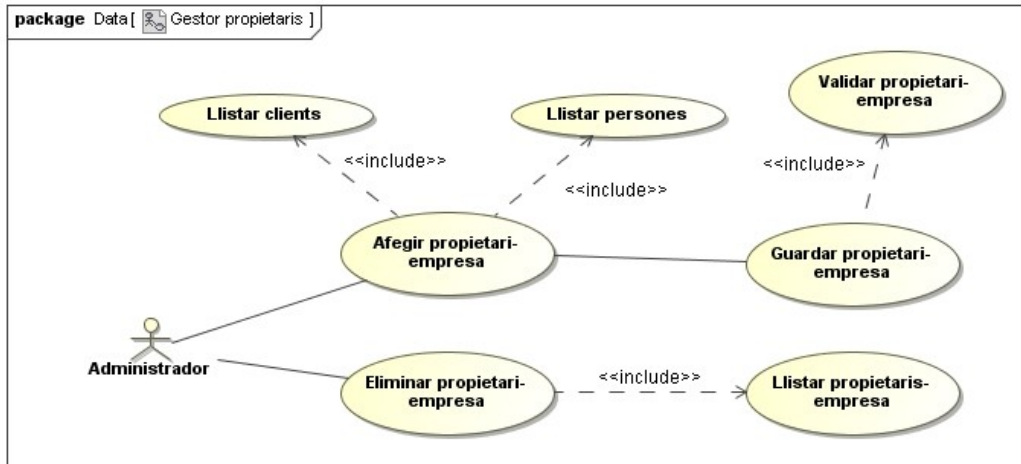 package Data [ Gestor propietaris ]
Validar propietari-
empresa
Llistar clients
Llistar persones
<<include>>
<<include>>
<<include>>
Afegir propietari-
empresa
Guardar propietari-
empresa
Administrador
Eliminar propietari-
empresa
<<include>>
Llistar propietaris-
empresa